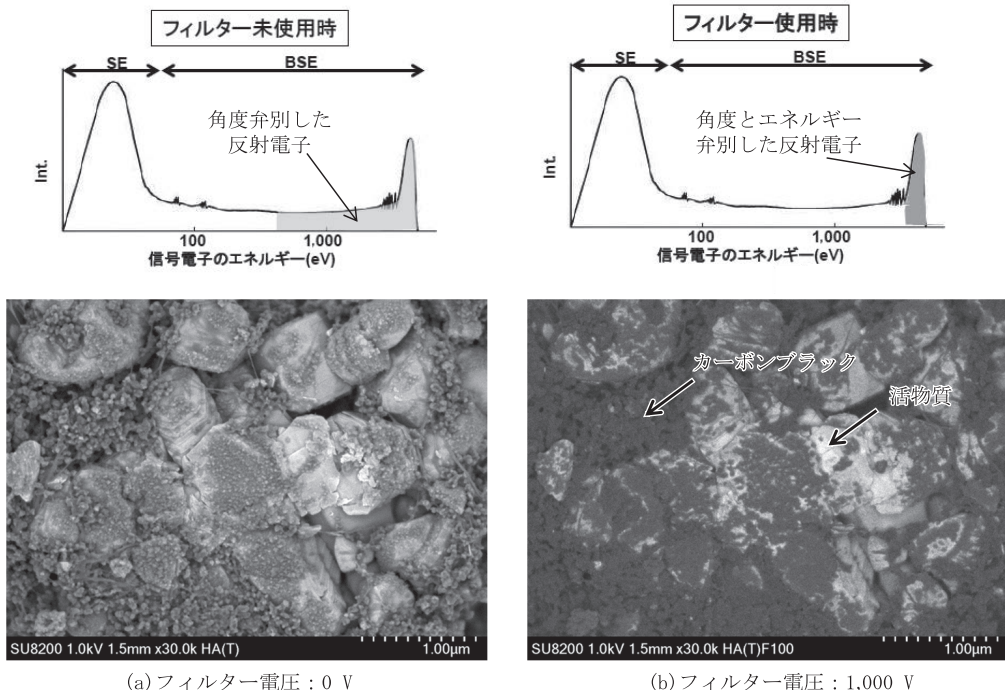 フィルター未使用時
SE
BSE
角度弁別した
反射電子
Int.
100
1,000
信号電子のエネルギー(eV)
フィルター使用時
SE
BSE
角度とエネルギー
弁別した反射電子
Int.
100
1,000
信号電子のエネルギー(eV)
SU8200 1.0kV 1.5mm x30.0k HA(T)
1.00μm
カーボンブラック
活物質
SU8200 1.0kV 1.5mm x30.0k HA(T)F100
1.00μm
(a)フィルター電圧：0 V
(b)フィルター電圧：1,000 V